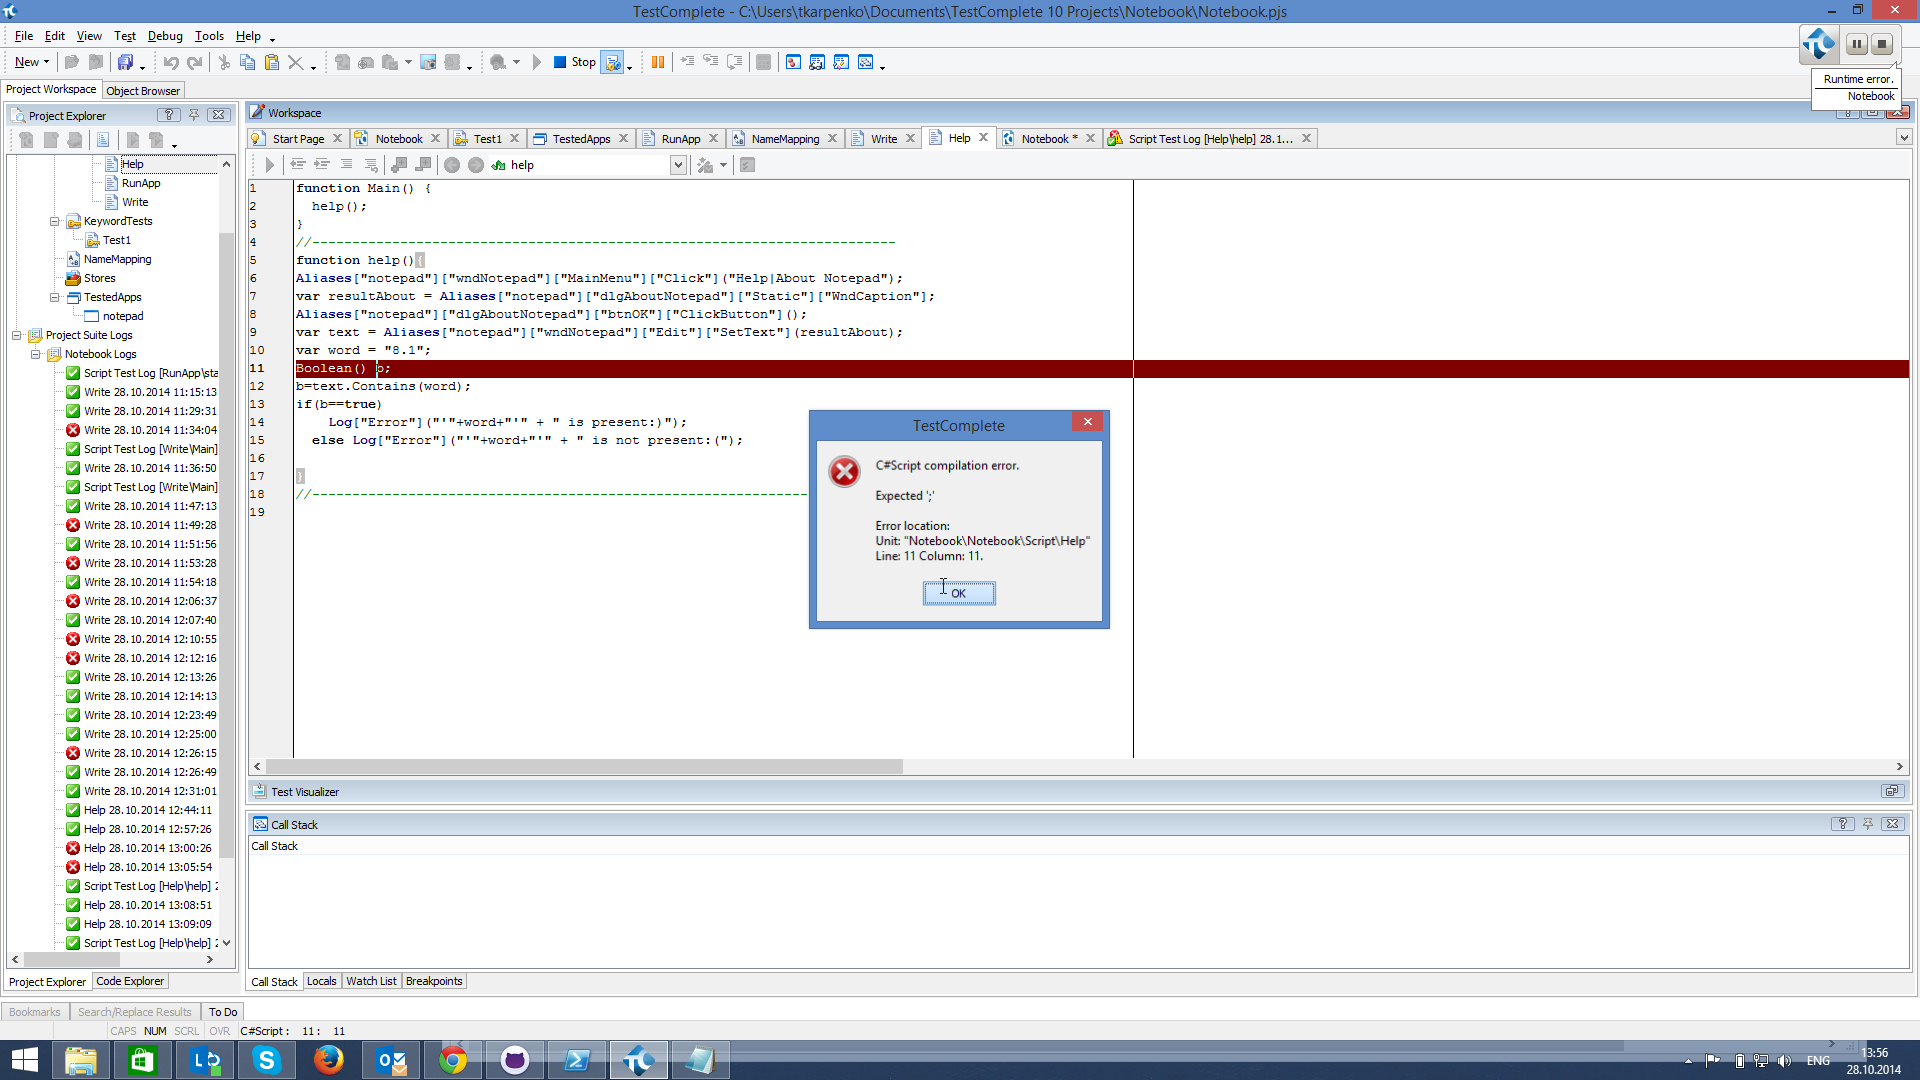 TestComplete - C:\Users\tkarpenko\Documents\TestComplete 10 Projects\Notebook\Notebook.pjs
File Edit View Test Debug Tools Help
New Stop
Runtime error.
Notebook
Project Workspace Object Browser
Project Explorer
Workspace
Start Page Notebook Test1 TestedApps RunApp NameMapping Write Help Notebook * Script Test Log [Help\help] 28.1...
help
Help
RunApp
Write
KeywordTests
Test1
NameMapping
Stores
TestedApps
notepad
Project Suite Logs
Notebook Logs
Script Test Log [RunApp\sta
Write 28.10.2014 11:15:13
Write 28.10.2014 11:29:31
Write 28.10.2014 11:34:04
Script Test Log [Write\Main]
Write 28.10.2014 11:36:50
Script Test Log [Write\Main]
Write 28.10.2014 11:47:13
Write 28.10.2014 11:49:28
Write 28.10.2014 11:51:56
Write 28.10.2014 11:53:28
Write 28.10.2014 11:54:18
Write 28.10.2014 12:06:37
Write 28.10.2014 12:07:40
Write 28.10.2014 12:10:55
Write 28.10.2014 12:12:16
Write 28.10.2014 12:13:26
Write 28.10.2014 12:14:13
Write 28.10.2014 12:23:49
Write 28.10.2014 12:25:00
Write 28.10.2014 12:26:15
Write 28.10.2014 12:26:49
Write 28.10.2014 12:31:01
Help 28.10.2014 12:44:11
Help 28.10.2014 12:57:26
Help 28.10.2014 13:00:26
Help 28.10.2014 13:05:54
Script Test Log [Help\help] 2
Help 28.10.2014 13:08:51
Help 28.10.2014 13:09:09
Script Test Log [Help\help] 2
Project Explorer Code Explorer
1 function Main() {
2 help();
3 }
4 //-------------------------------------------------------------------------
5 function help(){
6 Aliases["notepad"]["wndNotepad"]["MainMenu"]["Click"]("Help|About Notepad");
7 var resultAbout = Aliases["notepad"]["dlgAboutNotepad"]["Static"]["WndCaption"];
8 Aliases["notepad"]["dlgAboutNotepad"]["btnOK"]["ClickButton"]();
9 var text = Aliases["notepad"]["wndNotepad"]["Edit"]["SetText"](resultAbout);
10 var word = "8.1";
11 Boolean() b;
12 b=text.Contains(word);
13 if(b==true)
14 Log["Error"]("'"+word+"'" + " is present:)");
15 else Log["Error"]("'"+word+"'" + " is not present:(");
16
17 }
18 //--------------------------------------------------------------
19
TestComplete
C#Script compilation error.
Expected ';'
Error location:
Unit: "Notebook\Notebook\Script\Help"
Line: 11 Column: 11.
OK
Test Visualizer
Call Stack
Call Stack
Call Stack Locals Watch List Breakpoints
Bookmarks Search/Replace Results To Do
CAPS NUM SCRL OVR C#Script : 11 : 11
ENG
13:56
28.10.2014